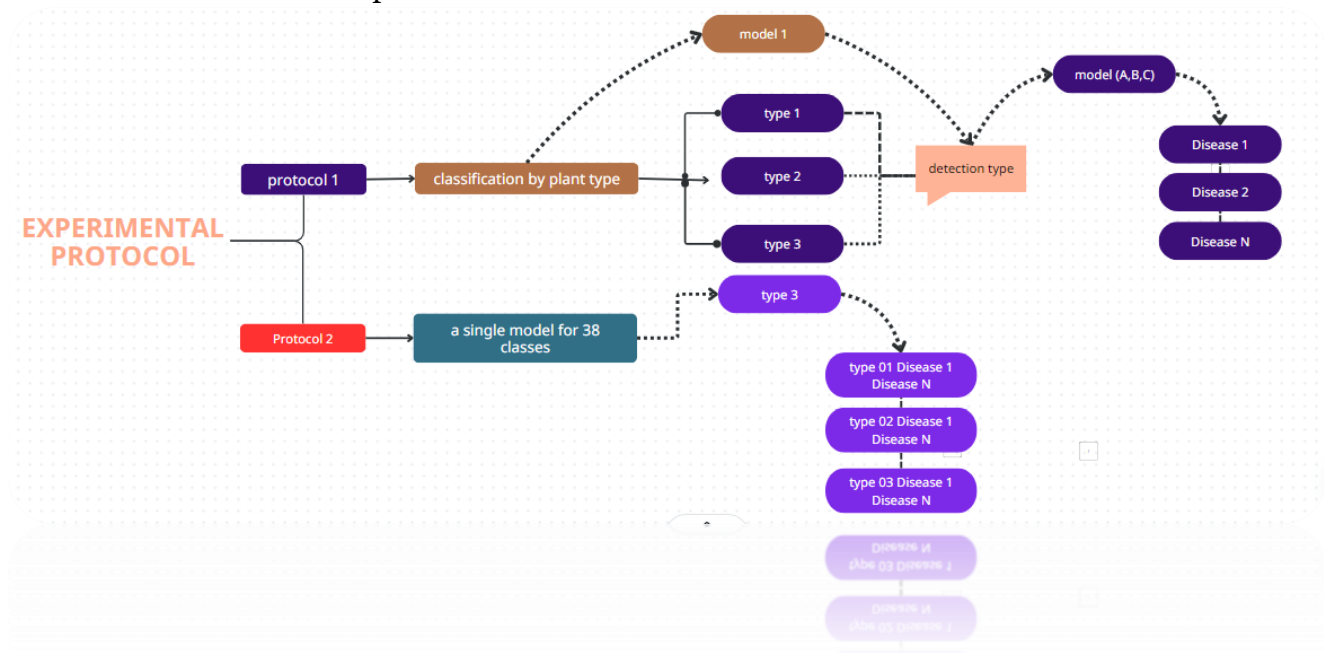 model 1
model (A,B,C)
type 1
Disease 1
protocol 1
classification by plant type
type 2
detection type
Disease 2
EXPERIMENTAL
PROTOCOL
type 3
Disease N
type 3
Protocol 2
a single model for 38
classes
type 01 Disease 1
Disease N
type 02 Disease 1
Disease N
type 03 Disease 1
Disease N